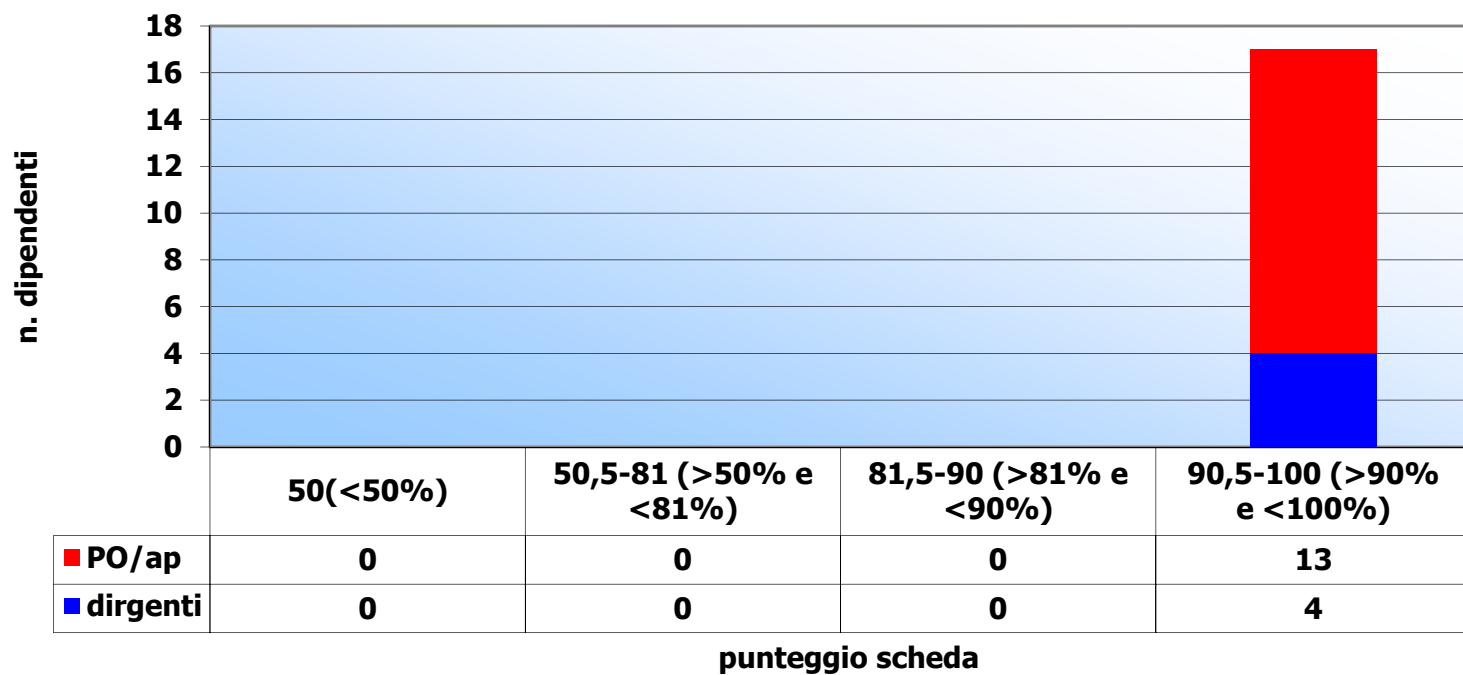 n. dipendenti
18
16
14
12
10
8
6
4
2
0
50(<50%)
50,5-81 (>50% e
<81%)
81,5-90 (>81% e
<90%)
90,5-100 (>90%
e <100%)
PO/ap 0 0 0 13
dirgenti 0 0 0 4
punteggio scheda